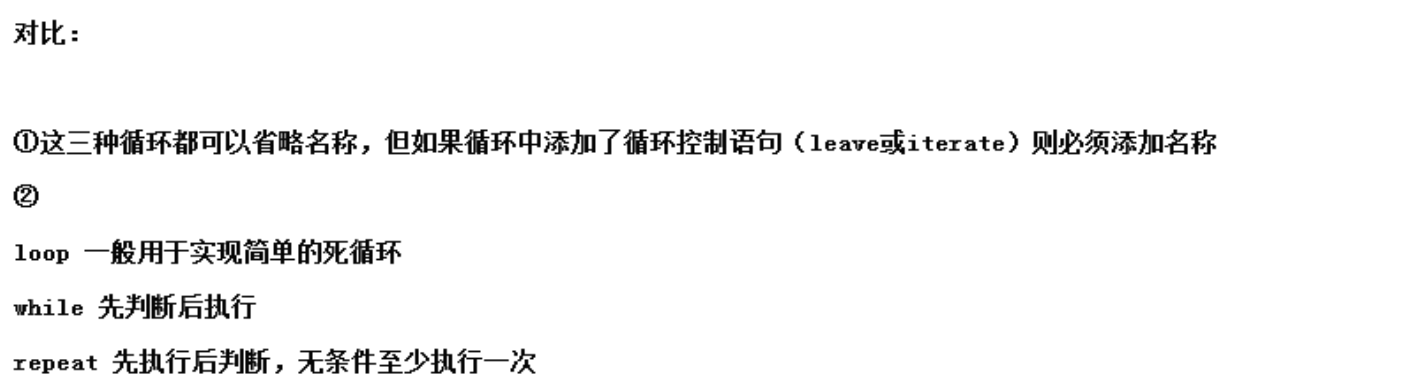 对比：
①这三种循环都可以省略名称，但如果循环中添加了循环控制语句（leave或iterate）则必须添加名称
②
loop 一般用于实现简单的死循环
while 先判断后执行
repeat 先执行后判断，无条件至少执行一次